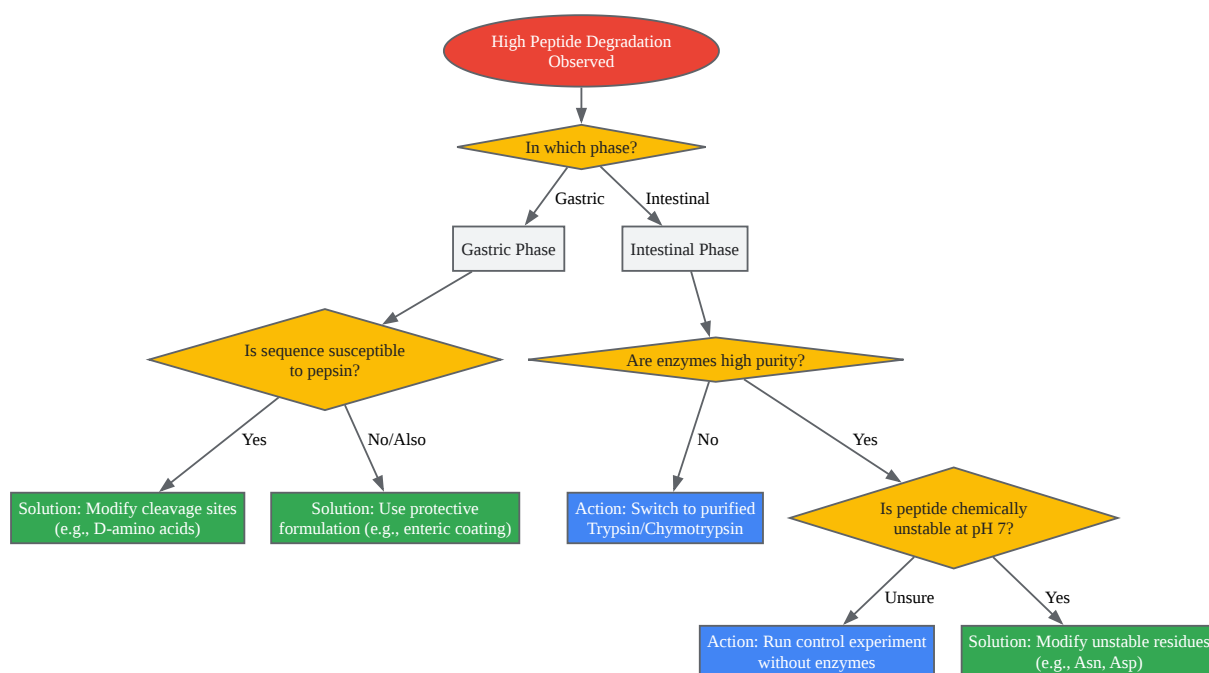 High Peptide Degradation
Observed
In which phase?
Gastric
Intestinal
Gastric Phase
Intestinal Phase
Is sequence susceptible
to pepsin?
Are enzymes high purity?
Yes
No/Also
No
Yes
Solution: Modify cleavage sites
(e.g., D-amino acids)
Solution: Use protective
formulation (e.g., enteric coating)
Action: Switch to purified
Trypsin/Chymotrypsin
Is peptide chemically
unstable at pH 7?
Unsure
Yes
Action: Run control experiment
without enzymes
Solution: Modify unstable residues
(e.g., Asn, Asp)